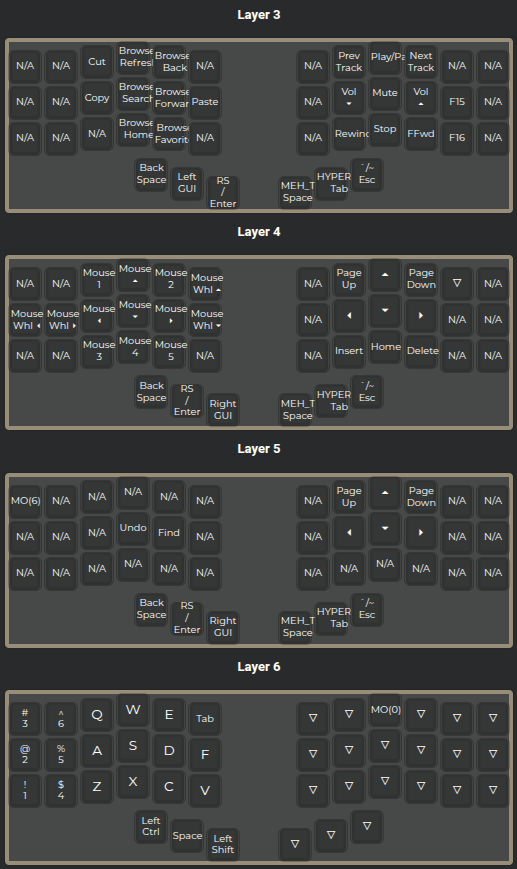 Layer 3
N/A N/A Cut Browse Refres Browse Back N/A N/A Prev Track Play/Pa Next Track N/A N/A
N/A N/A Copy Browse Search Browse Forwar Paste N/A Vol Mute Vol F15 N/A
N/A N/A N/A Browse Home Browse Favorit N/A N/A Rewind Stop FFwd F16 N/A
Back Space Left GUI RS / Enter MEH_T Space HYPER Tab `/~ Esc
Layer 4
N/A N/A Mouse 1 Mouse Mouse 2 Mouse Whl N/A Page Up Page Down ▽ N/A
Mouse Whl Mouse Whl Mouse Mouse Mouse Mouse Whl N/A N/A N/A
N/A N/A Mouse 3 Mouse 4 Mouse 5 N/A N/A Insert Home Delete N/A N/A
Back Space RS / Enter Right GUI MEH_T Space HYPER Tab `/~ Esc
Layer 5
MO(6) N/A N/A N/A N/A N/A N/A Page Up Page Down N/A N/A
N/A N/A N/A Undo Find N/A N/A N/A N/A
N/A N/A N/A N/A N/A N/A N/A N/A N/A N/A N/A N/A
Back Space RS / Enter Right GUI MEH_T Space HYPER Tab `/~ Esc
Layer 6
# 3 ^ 6 Q W E Tab ▽ ▽ MO(0) ▽ ▽ ▽
@ 2 % 5 A S D F ▽ ▽ ▽ ▽ ▽ ▽
! 1 $ 4 Z X C V ▽ ▽ ▽ ▽ ▽ ▽
Left Ctrl Space Left Shift ▽ ▽ ▽